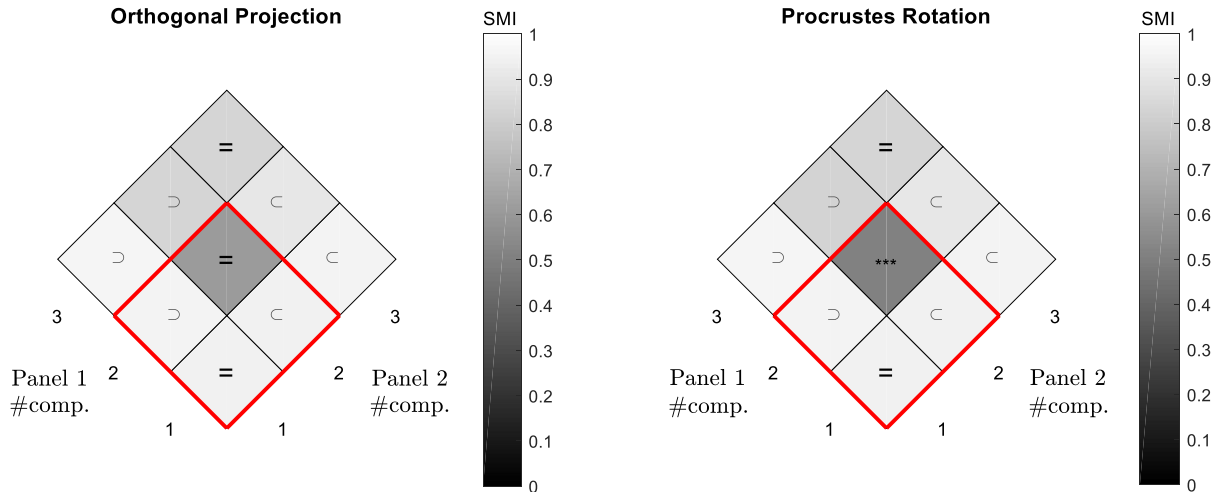 Orthogonal Projection
SMI
1
0.9
0.8
0.7
0.6
0.5
0.4
0.3
0.2
0.1
0
=
⊃ ⊂
⊃ = ⊂
⊃ ⊂
=
3 3
2 2
1 1
Panel 1
#comp.
Panel 2
#comp.
Procrustes Rotation
SMI
1
0.9
0.8
0.7
0.6
0.5
0.4
0.3
0.2
0.1
0
=
⊃ ⊂
⊃ *** ⊂
⊃ ⊂
=
3 3
2 2
1 1
Panel 1
#comp.
Panel 2
#comp.